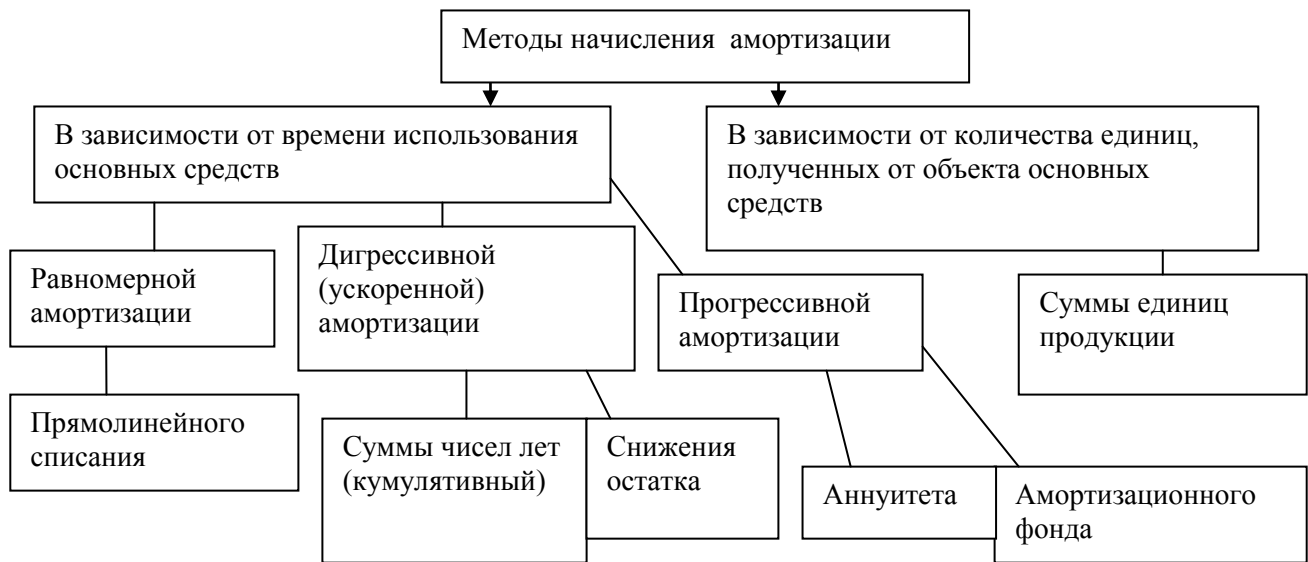 Методы начисления амортизации
В зависимости от времени использования
основных средств
В зависимости от количества единиц,
полученных от объекта основных
средств
Равномерной
амортизации
Дигрессивной
(ускоренной)
амортизации
Прогрессивной
амортизации
Суммы единиц
продукции
Прямолинейного
списания
Суммы чисел лет
(кумулятивный)
Снижения
остатка
Аннуитета
Амортизационного
фонда